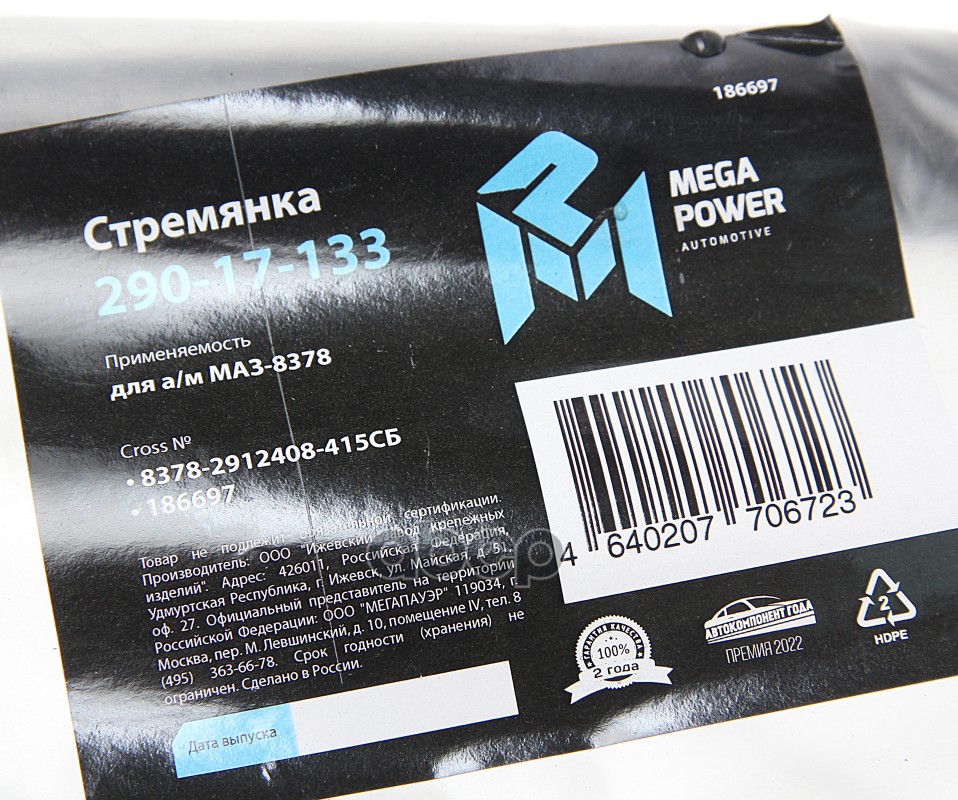 186697
MEGA
POWER
AUTOMOTIVE
Стремянка
290-17-133
Применяемость
для а/м МАЗ-8378
Cross №
• 8378-2912408-415СБ
• 186697
Товар не подлежит обязательной сертификации.
Производитель: ООО "Ижевский завод крепежных
изделий". Адрес: 426011, Российская Федерация,
Удмуртская Республика, г. Ижевск, ул. Майская, д. 31,
оф. 27. Официальный представитель на территории
Российской Федерации: ООО "МЕГАПАУЭР" 119034, г.
Москва, пер. М. Левшинский, д. 10, помещение IV, тел. 8
(495) 363-66-78. Срок годности (хранения) не
ограничен. Сделано в России.
Дата выпуска
4 640207 706723
ГАРАНТИЯ КАЧЕСТВА
100%
2 года
АВТОКОМПОНЕНТ ГОДА
ПРЕМИЯ 2022
2
HDPE